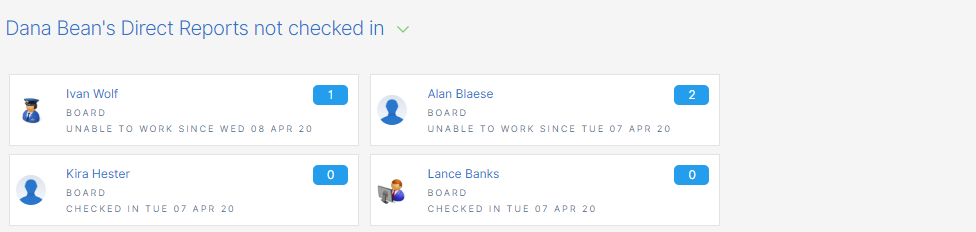 Dana Bean's Direct Reports not checked in
Ivan Wolf 1
BOARD
UNABLE TO WORK SINCE WED 08 APR 20
Alan Blaese 2
BOARD
UNABLE TO WORK SINCE TUE 07 APR 20
Kira Hester 0
BOARD
CHECKED IN TUE 07 APR 20
Lance Banks 0
BOARD
CHECKED IN TUE 07 APR 20